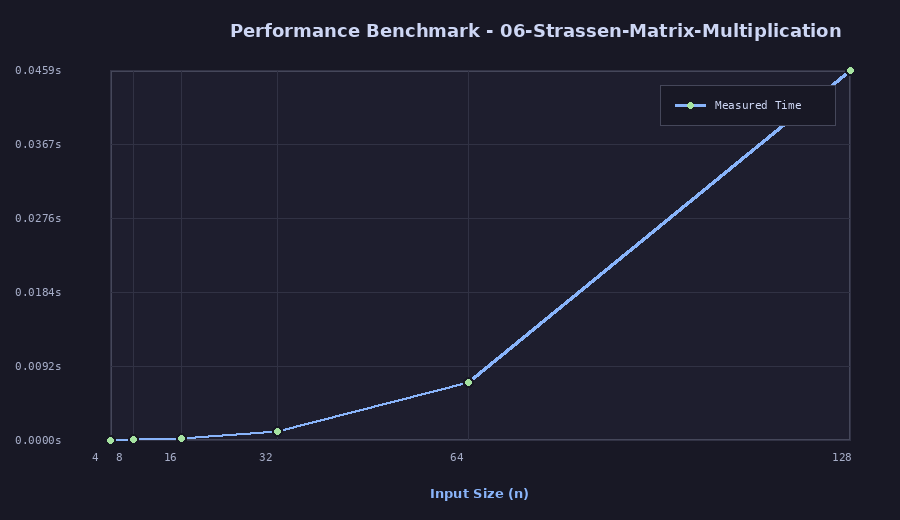 Performance Benchmark - 06-Strassen-Matrix-Multiplication
0.0459s
Measured Time
0.0367s
0.0276s
0.0184s
0.0092s
0.0000s
4 8 16 32 64 128
Input Size (n)